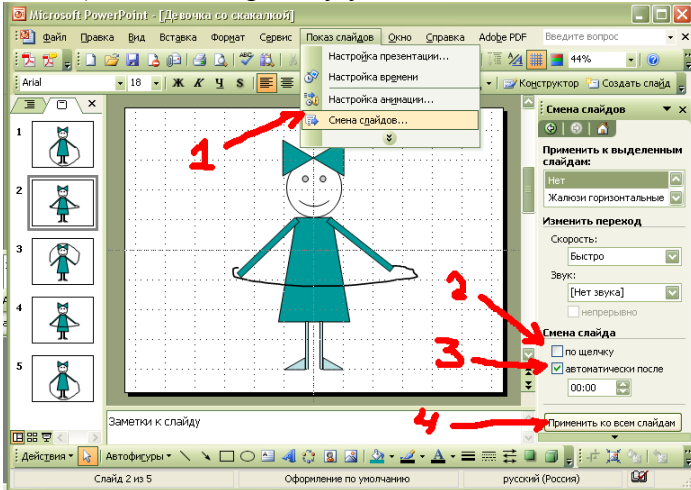 Microsoft PowerPoint - [Девочка со скакалкой]
Файл Правка Вид Вставка Формат Сервис Показ слайдов Окно Справка Adobe PDF Введите вопрос
44%
Arial 18 Ж К Ч S Конструктор Создать слайд
Настройка презентации...
Настройка времени
Настройка анимации...
Смена слайдов...
1
2
3
4
5
1
2
3
4
Смена слайдов
Применить к выделенным
слайдам:
Нет
Жалюзи горизонтальные
Изменить переход
Скорость:
Быстро
Звук:
[Нет звука]
непрерывно
Смена слайда
по щелчку
автоматически после
00:00
Применить ко всем слайдам
Заметки к слайду
Действия Автофигуры
Слайд 2 из 5 Оформление по умолчанию русский (Россия)